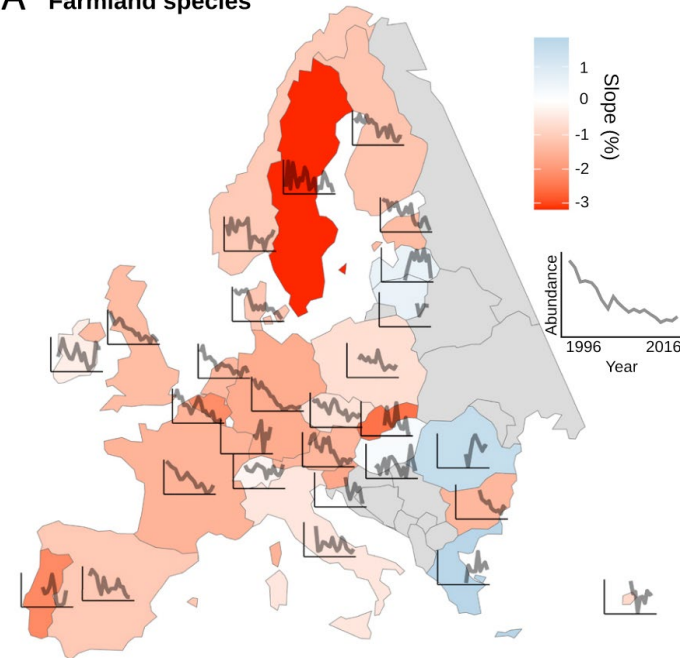 A Farmland species
1
0
-1
-2
-3
Slope (%)
Abundance
1996 2016
Year